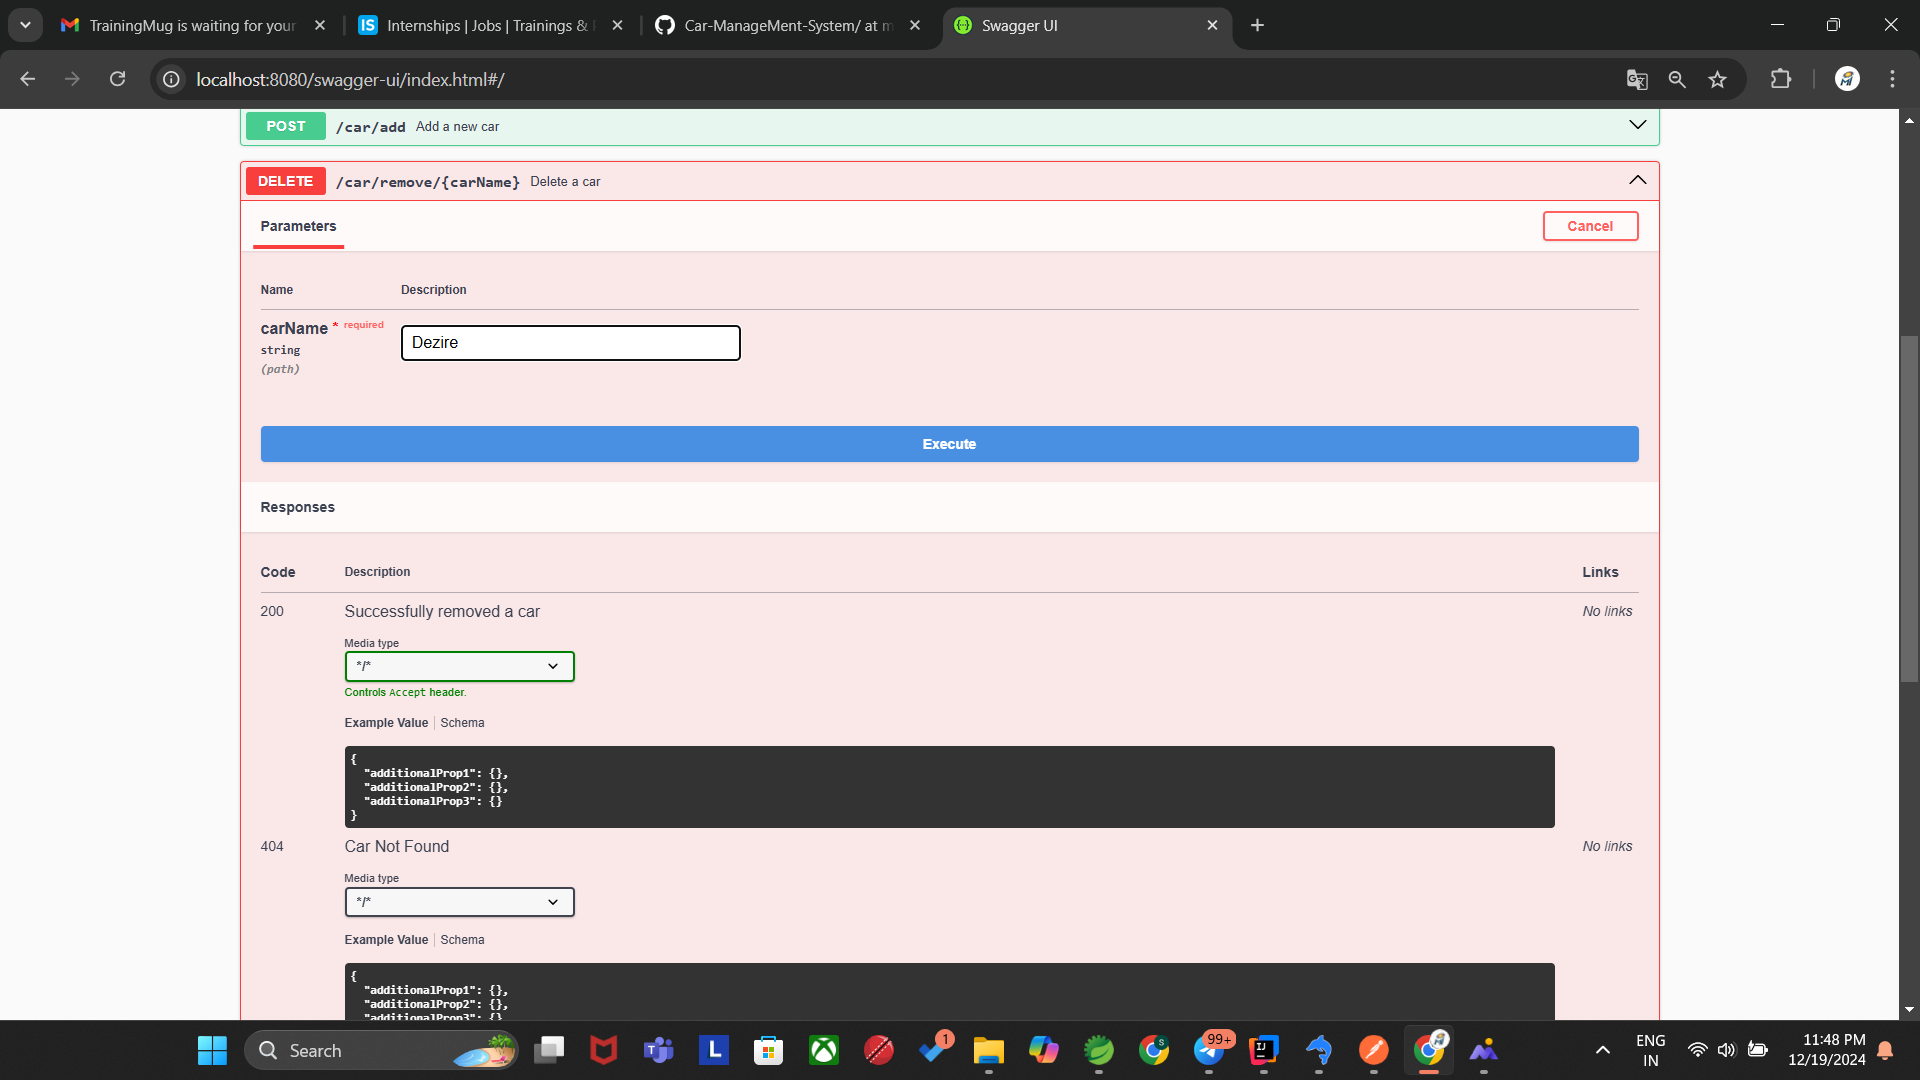 TrainingMug is waiting for your
IS Internships | Jobs | Trainings &
Car-ManageMent-System/ at m
Swagger UI
localhost:8080/swagger-ui/index.html#/
POST /car/add Add a new car
DELETE /car/remove/{carName} Delete a car
Parameters
Cancel
Name Description
carName * required
string
(path)
Dezire
Execute
Responses
Code Description Links
200 Successfully removed a car No links
Media type
*/*
Controls Accept header.
Example Value Schema
{
"additionalProp1": {},
"additionalProp2": {},
"additionalProp3": {}
}
404 Car Not Found No links
Media type
*/*
Example Value Schema
{
"additionalProp1": {},
"additionalProp2": {},
"additionalProp3": {}
Search
1
99+
ENG
IN
11:48 PM
12/19/2024